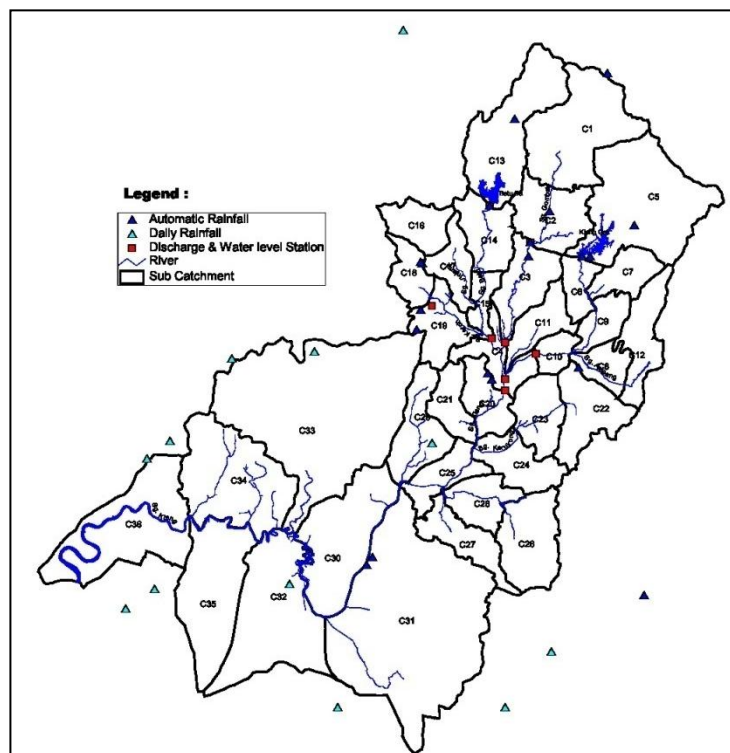 C1
C13
C5
Legend :
Automatic Rainfall
Daily Rainfall
Discharge & Water level Station
River
Sub Catchment
C2
C16
C14
C18
C7
C6
C3
C9
C11
C19
C4
C10
C12
C8
C20
C21
C23
C22
C33
C24
C25
C34
C28
C36
C26
C27
C30
C35
C32
C31